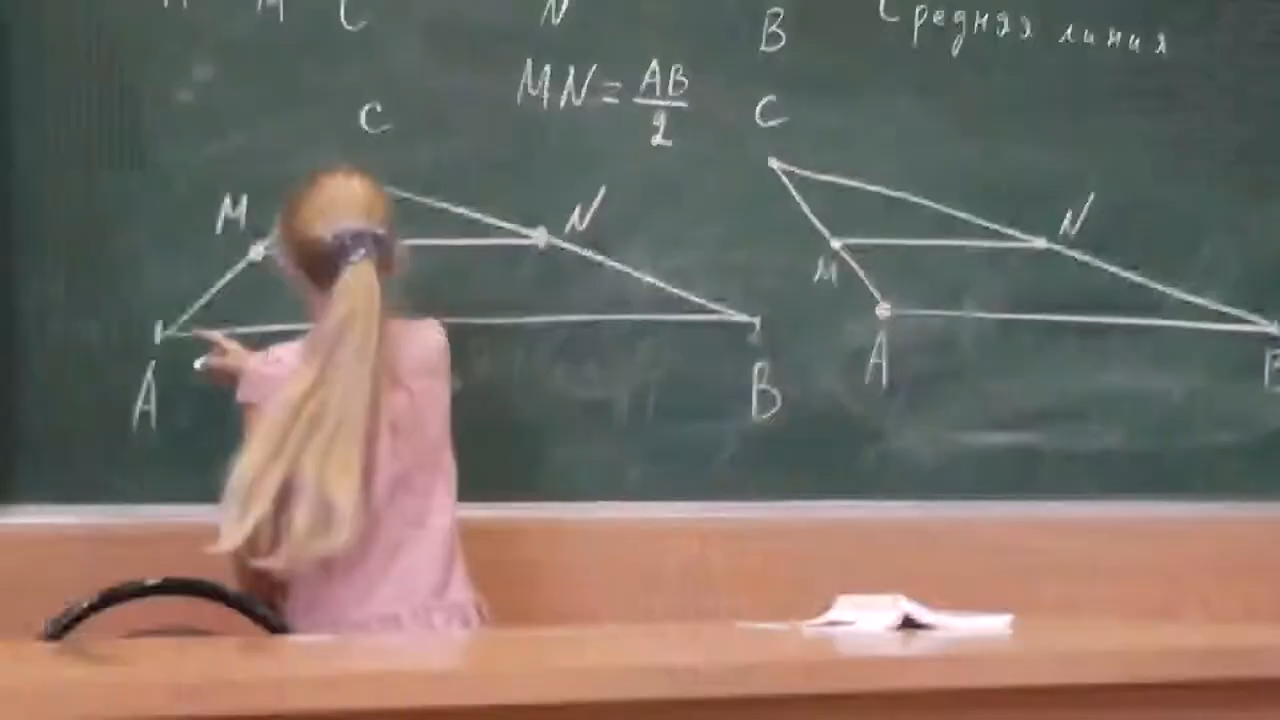 C N B Средняя линия
MN = AB/2
C C
M N N
M
A B A B